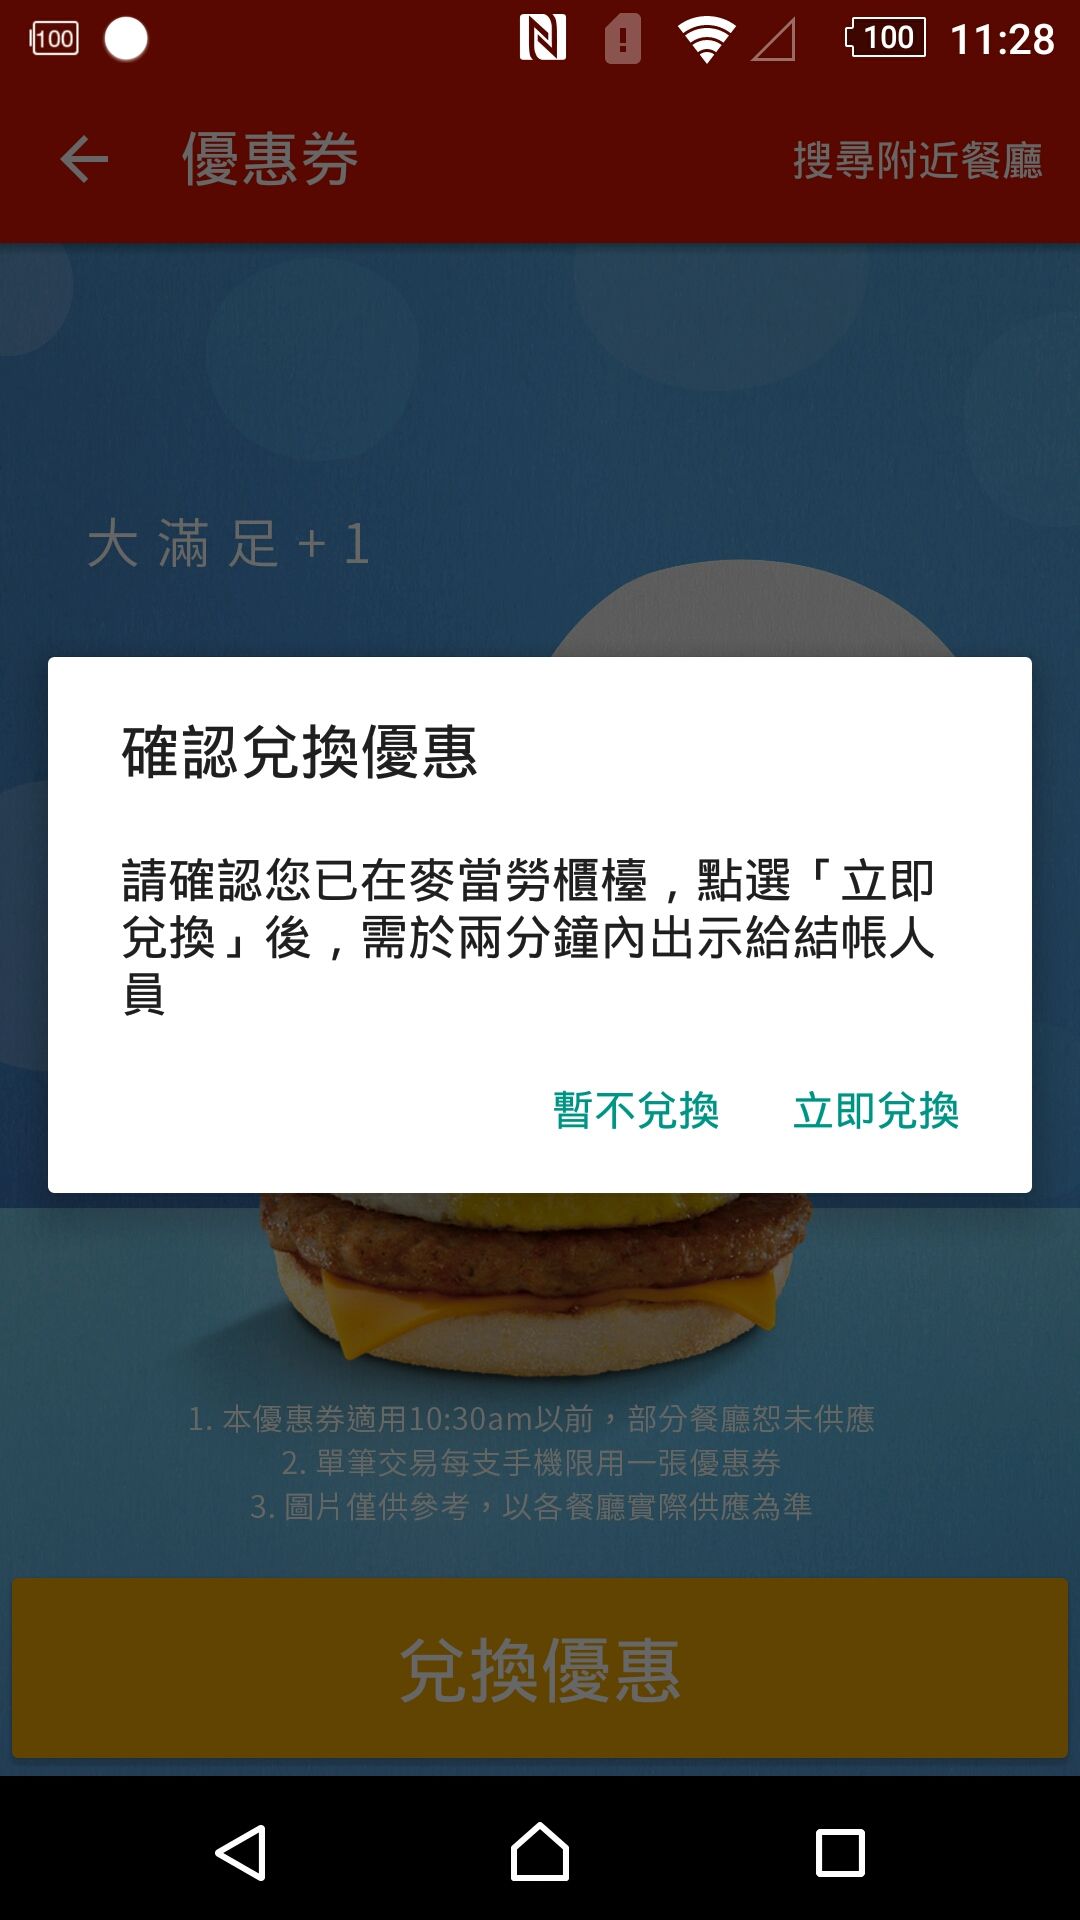 100
100 11:28
優惠券 搜尋附近餐廳
大滿足+1
確認兌換優惠
請確認您已在麥當勞櫃檯，點選「立即
兌換」後，需於兩分鐘內出示給結帳人
員
暫不兌換 立即兌換
1. 本優惠券適用10:30am以前，部分餐廳恕未供應
2. 單筆交易每支手機限用一張優惠券
3. 圖片僅供參考，以各餐廳實際供應為準
兌換優惠